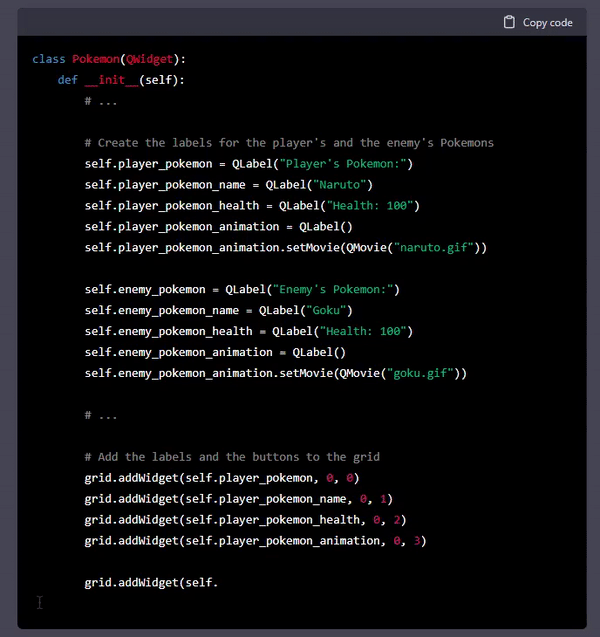 Copy code
class Pokemon(QWidget):
    def __init__(self):
        # ...

        # Create the labels for the player's and the enemy's Pokemons
        self.player_pokemon = QLabel("Player's Pokemon:")
        self.player_pokemon_name = QLabel("Naruto")
        self.player_pokemon_health = QLabel("Health: 100")
        self.player_pokemon_animation = QLabel()
        self.player_pokemon_animation.setMovie(QMovie("naruto.gif"))

        self.enemy_pokemon = QLabel("Enemy's Pokemon:")
        self.enemy_pokemon_name = QLabel("Goku")
        self.enemy_pokemon_health = QLabel("Health: 100")
        self.enemy_pokemon_animation = QLabel()
        self.enemy_pokemon_animation.setMovie(QMovie("goku.gif"))

        # ...

        # Add the labels and the buttons to the grid
        grid.addWidget(self.player_pokemon, 0, 0)
        grid.addWidget(self.player_pokemon_name, 0, 1)
        grid.addWidget(self.player_pokemon_health, 0, 2)
        grid.addWidget(self.player_pokemon_animation, 0, 3)

        grid.addWidget(self.